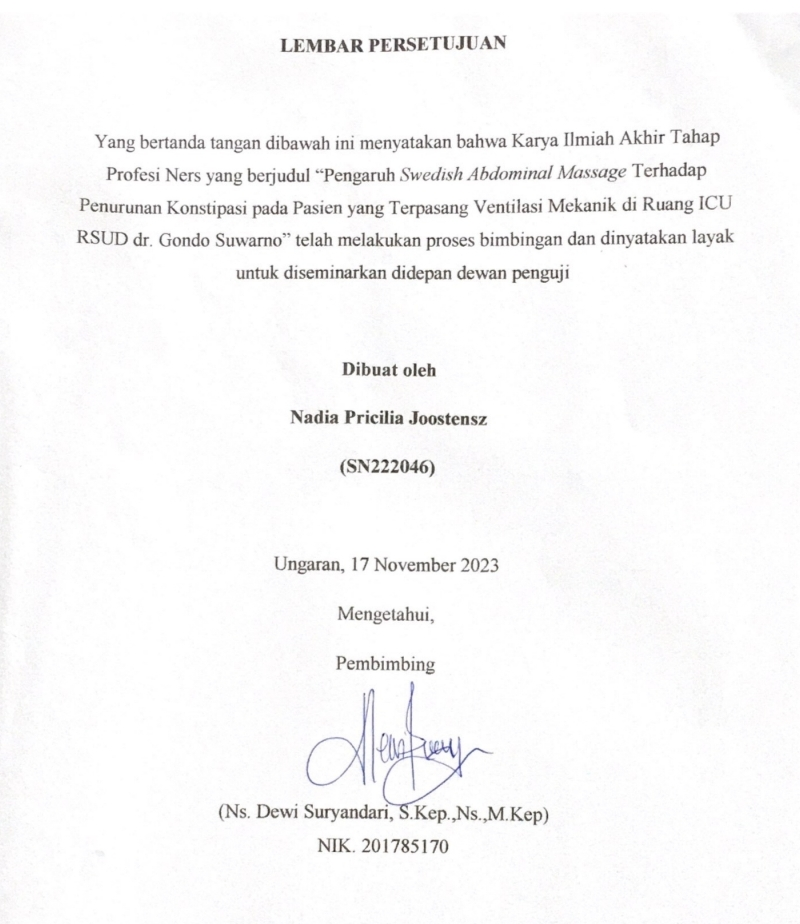 LEMBAR PERSETUJUAN
Yang bertanda tangan dibawah ini menyatakan bahwa Karya Ilmiah Akhir Tahap
Profesi Ners yang berjudul “Pengaruh Swedish Abdominal Massage Terhadap
Penurunan Konstipasi pada Pasien yang Terpasang Ventilasi Mekanik di Ruang ICU
RSUD dr. Gondo Suwarno” telah melakukan proses bimbingan dan dinyatakan layak
untuk diseminarkan didepan dewan penguji
Dibuat oleh
Nadia Pricilia Joostensz
(SN222046)
Ungaran, 17 November 2023
Mengetahui,
Pembimbing
(Ns. Dewi Suryandari, S.Kep.,Ns.,M.Kep)
NIK. 201785170